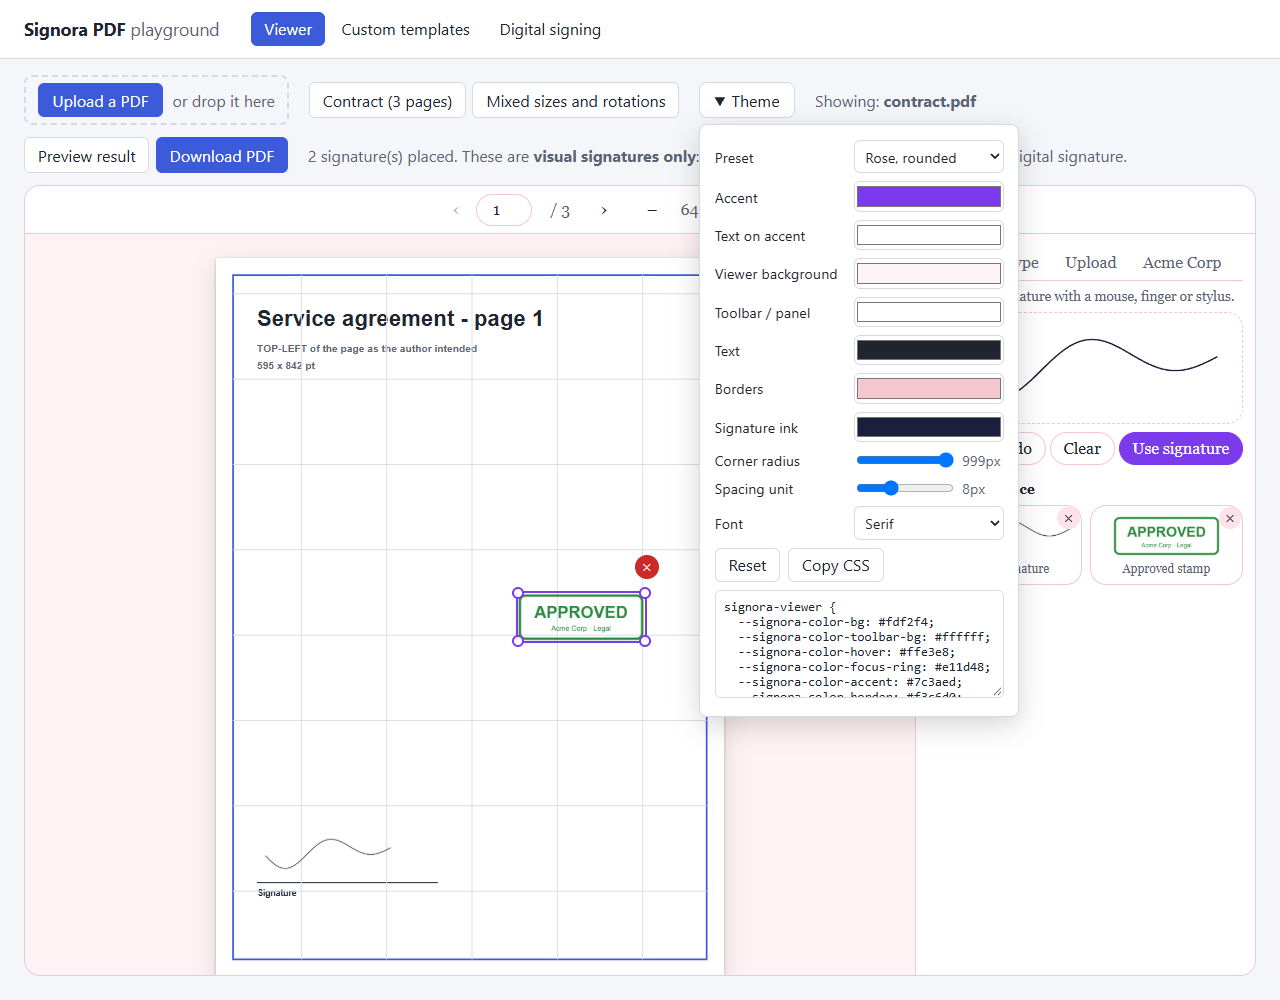 Signora PDF playground
Viewer
Custom templates
Digital signing
Upload a PDF
or drop it here
Contract (3 pages)
Mixed sizes and rotations
▼ Theme
Showing: contract.pdf
Preview result
Download PDF
2 signature(s) placed. These are visual signatures only:
igital signature.
‹
1
/ 3
›
−
64
Preset
Rose, rounded
Accent
Text on accent
Viewer background
Toolbar / panel
Text
Borders
Signature ink
Corner radius
999px
Spacing unit
8px
Font
Serif
Reset
Copy CSS
signora-viewer {
--signora-color-bg: #fdf2f4;
--signora-color-toolbar-bg: #ffffff;
--signora-color-hover: #ffe3e8;
--signora-color-focus-ring: #e11d48;
--signora-color-accent: #7c3aed;
--signora-color-border: #f3c6d0;
Upload
Acme Corp
ature with a mouse, finger or stylus.
Clear
Use signature
APPROVED
Acme Corp · Legal
Approved stamp
Service agreement - page 1
TOP-LEFT of the page as the author intended
595 x 842 pt
APPROVED
Acme Corp · Legal
Signature